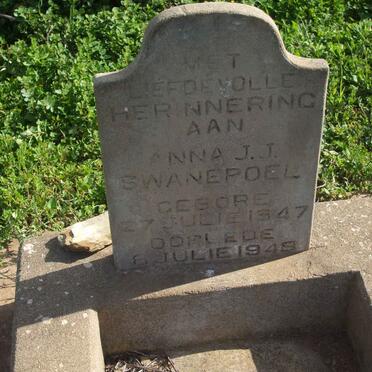 MET
LIEFDEVOLLE
HERINNERING
AAN
ANNA J.J.
SWANEPOEL
GEBORE
27 JULIE 1947
OORLEDE
6 JULIE 1948